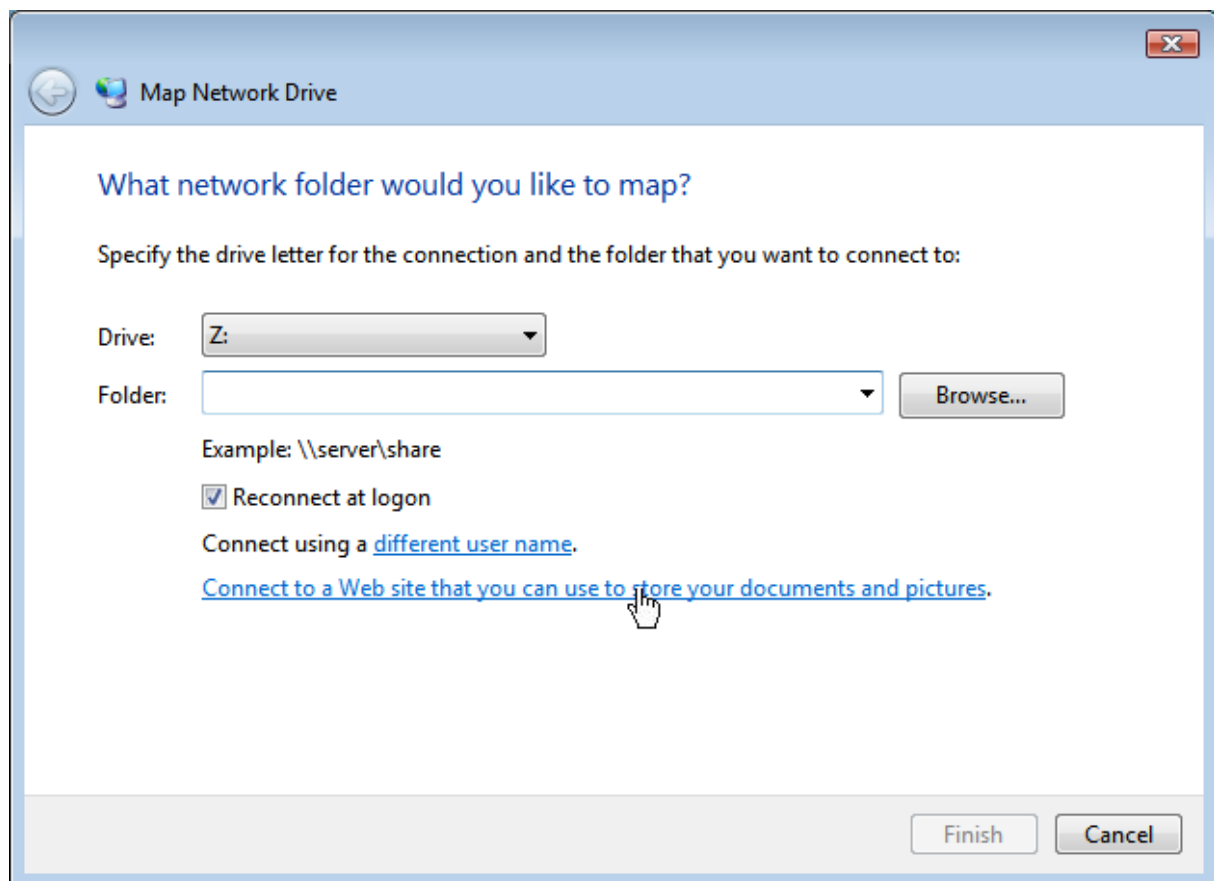 Map Network Drive
What network folder would you like to map?
Specify the drive letter for the connection and the folder that you want to connect to:
Drive: Z:
Folder: Browse...
Example: \\server\share
Reconnect at logon
Connect using a different user name.
Connect to a Web site that you can use to store your documents and pictures.
Finish Cancel